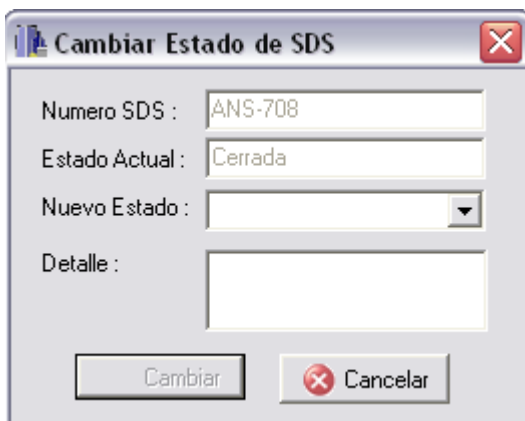 Cambiar Estado de SDS
Numero SDS : ANS-708
Estado Actual : Cerrada
Nuevo Estado :
Detalle :
Cambiar Cancelar